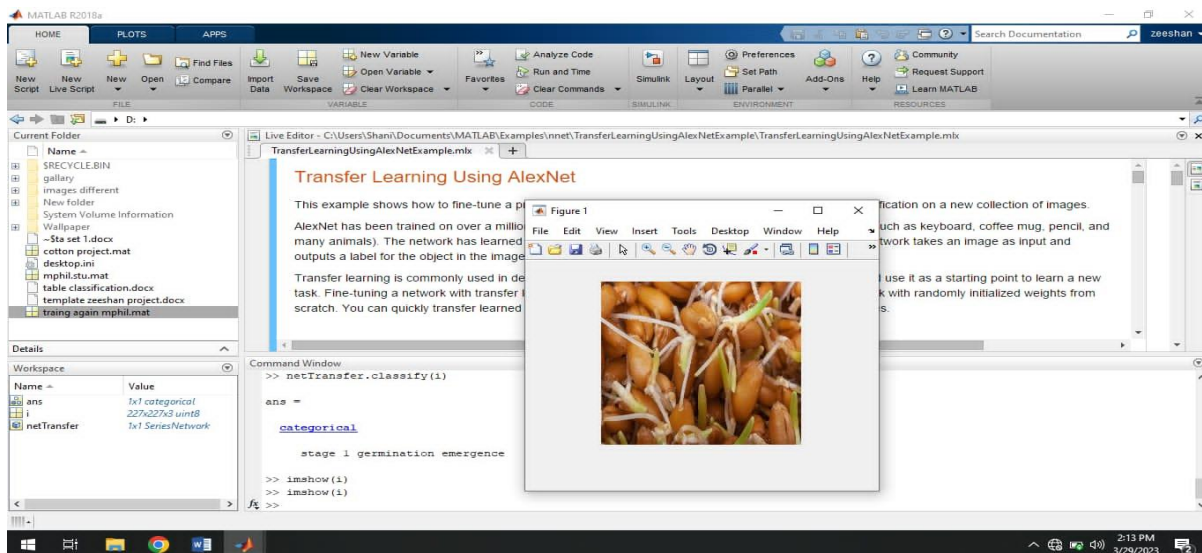 MATLAB R2018a
HOME PLOTS APPS
Search Documentation
zeeshan
New Script
New Live Script
New
Open
Find Files
Compare
Import Data
Save Workspace
New Variable
Open Variable
Clear Workspace
Favorites
Analyze Code
Run and Time
Clear Commands
Simulink
Layout
Preferences
Set Path
Parallel
Add-Ons
Help
Community
Request Support
Learn MATLAB
FILE VARIABLE CODE SIMULINK ENVIRONMENT RESOURCES
D:
Current Folder
Name
$RECYCLE.BIN
gallary
images different
New folder
System Volume Information
Wallpaper
~$ta set 1.docx
cotton project.mat
desktop.ini
mphil.stu.mat
table classification.docx
template zeeshan project.docx
traing again mphil.mat
Details
Workspace
Name Value
ans 1x1 categorical
i 227x227x3 uint8
netTransfer 1x1 SeriesNetwork
Live Editor - C:\Users\Shani\Documents\MATLAB\Examples\nnet\TransferLearningUsingAlexNetExample\TransferLearningUsingAlexNetExample.mlx
TransferLearningUsingAlexNetExample.mlx
Transfer Learning Using AlexNet
This example shows how to fine-tune a p fication on a new collection of images.
AlexNet has been trained on over a millio uch as keyboard, coffee mug, pencil, and
many animals). The network has learned twork takes an image as input and
outputs a label for the object in the image
Transfer learning is commonly used in de use it as a starting point to learn a new
task. Fine-tuning a network with transfer with randomly initialized weights from
scratch. You can quickly transfer learned s.
Figure 1
File Edit View Insert Tools Desktop Window Help
Command Window
>> netTransfer.classify(i)
ans =
categorical
stage 1 germination emergence
>> imshow(i)
>> imshow(i)
fx >>
2:13 PM
3/29/2023